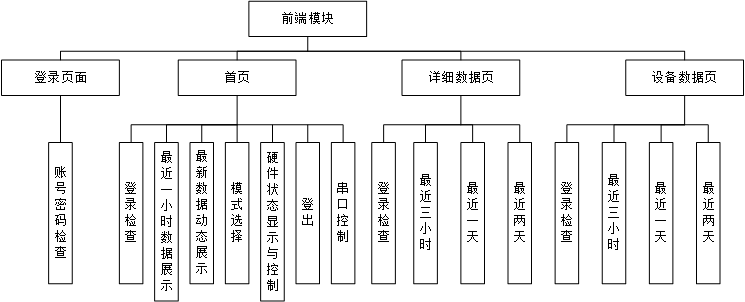 前端模块
登录页面
首页
详细数据页
设备数据页
账号密码检查
登录检查
最近一小时数据展示
最新数据动态展示
模式选择
硬件状态显示与控制
登出
串口控制
登录检查
最近三小时
最近一天
最近两天
登录检查
最近三小时
最近一天
最近两天